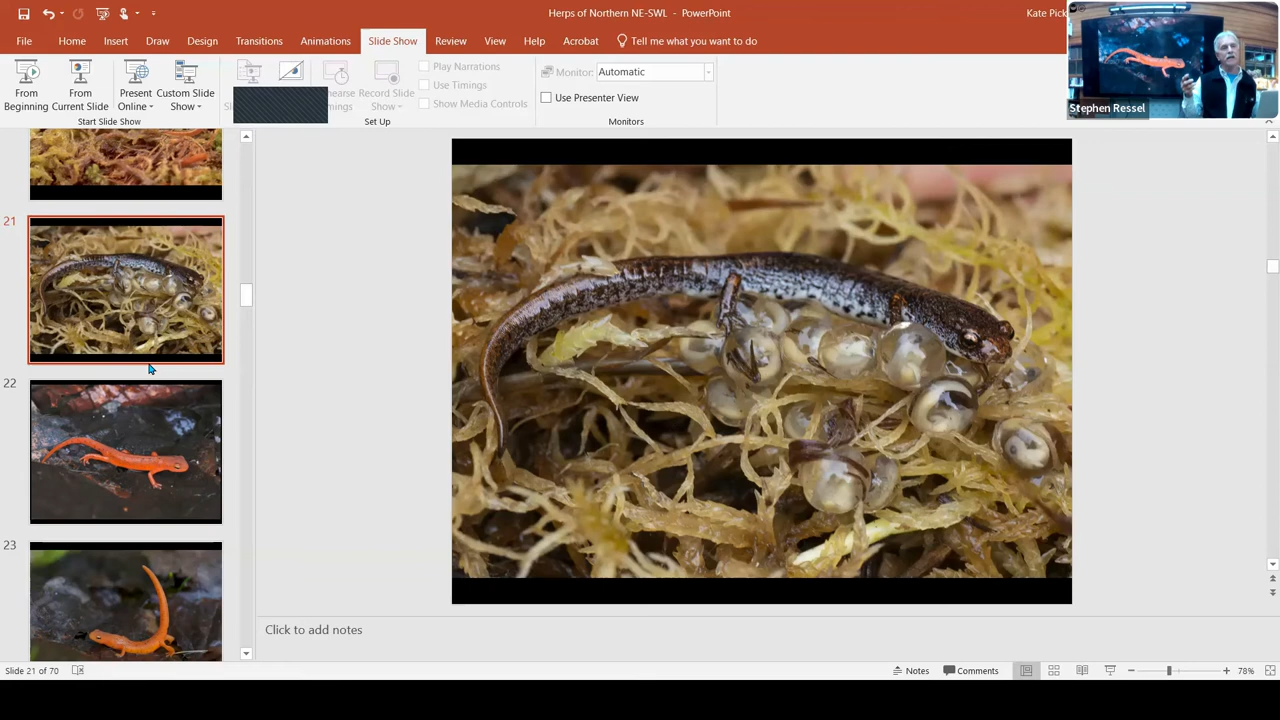 Herps of Northern NE-SWL - PowerPoint
Kate Pick
File Home Insert Draw Design Transitions Animations Slide Show Review View Help Acrobat Tell me what you want to do
From Beginning
From Current Slide
Present Online
Custom Slide Show
Record Slide Show
Play Narrations
Use Timings
Show Media Controls
Monitor: Automatic
Use Presenter View
Start Slide Show
Set Up
Monitors
Stephen Ressel
21
22
23
Click to add notes
Slide 21 of 70
Notes
Comments
78%